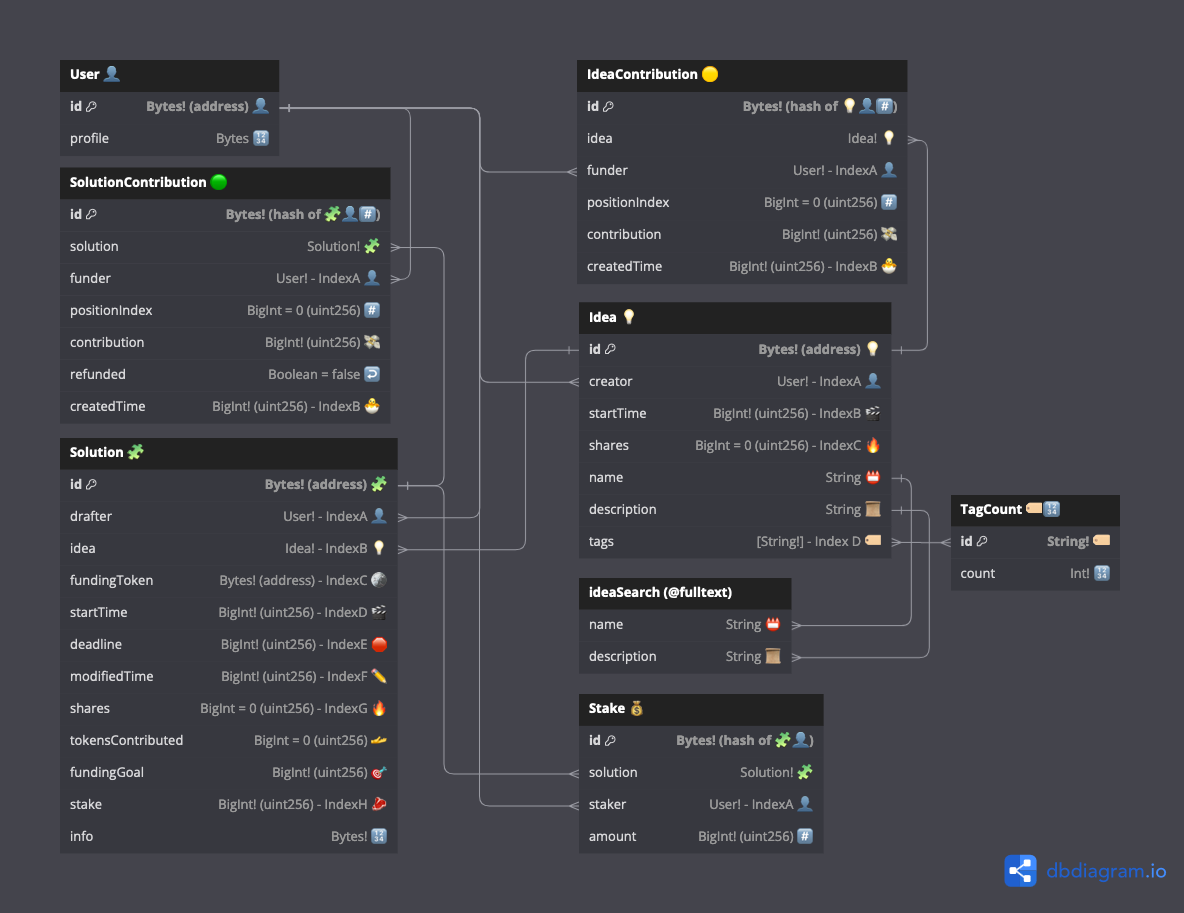 User 👤
id Bytes! (address) 👤
profile Bytes 🔢
SolutionContribution 🟢
id Bytes! (hash of 🧩👤#️⃣)
solution Solution! 🧩
funder User! - IndexA 👤
positionIndex BigInt = 0 (uint256) #️⃣
contribution BigInt! (uint256) 💸
refunded Boolean = false ↩️
createdTime BigInt! (uint256) - IndexB 🐣
Solution 🧩
id Bytes! (address) 🧩
drafter User! - IndexA 👤
idea Idea! - IndexB 💡
fundingToken Bytes! (address) - IndexC 🌕
startTime BigInt! (uint256) - IndexD 🎬
deadline BigInt! (uint256) - IndexE 🛑
modifiedTime BigInt! (uint256) - IndexF ✏️
shares BigInt = 0 (uint256) - IndexG 🔥
tokensContributed BigInt = 0 (uint256) 🫴
fundingGoal BigInt! (uint256) 🎯
stake BigInt! (uint256) - IndexH 🥩
info Bytes! 🔢
IdeaContribution 🟡
id Bytes! (hash of 💡👤#️⃣)
idea Idea! 💡
funder User! - IndexA 👤
positionIndex BigInt = 0 (uint256) #️⃣
contribution BigInt! (uint256) 💸
createdTime BigInt! (uint256) - IndexB 🐣
Idea 💡
id Bytes! (address) 💡
creator User! - IndexA 👤
startTime BigInt! (uint256) - IndexB 🎬
shares BigInt = 0 (uint256) - IndexC 🔥
name String 📛
description String 📜
tags [String!] - Index D 🏷️
ideaSearch (@fulltext)
name String 📛
description String 📜
Stake 💰
id Bytes! (hash of 🧩👤)
solution Solution! 🧩
staker User! - IndexA 👤
amount BigInt! (uint256) #️⃣
TagCount 🏷️🔢
id String! 🏷️
count Int! 🔢
dbdiagram.io